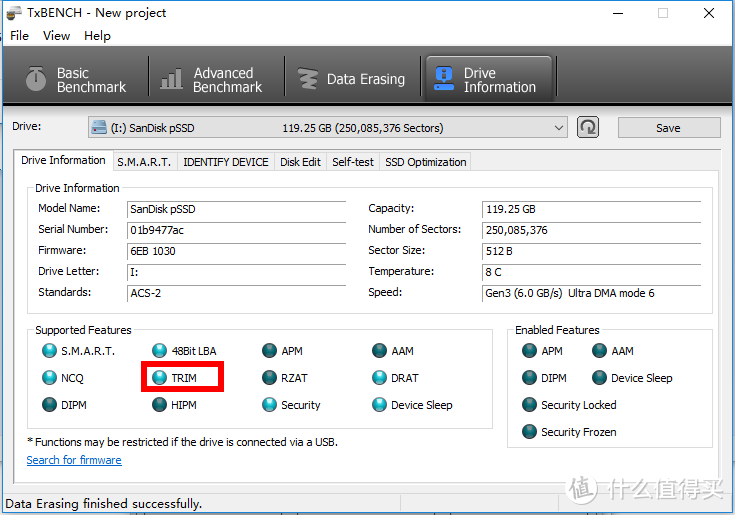 TxBENCH - New project
File View Help
Basic Benchmark
Advanced Benchmark
Data Erasing
Drive Information
Drive: (I:) SanDisk pSSD 119.25 GB (250,085,376 Sectors) Save
Drive Information S.M.A.R.T. IDENTIFY DEVICE Disk Edit Self-test SSD Optimization
Drive Information
Model Name: SanDisk pSSD Capacity: 119.25 GB
Serial Number: 01b9477ac Number of Sectors: 250,085,376
Firmware: 6EB 1030 Sector Size: 512 B
Drive Letter: I: Temperature: 8 C
Standards: ACS-2 Speed: Gen3 (6.0 GB/s) Ultra DMA mode 6
Supported Features Enabled Features
S.M.A.R.T. 48Bit LBA APM AAM APM AAM
NCQ TRIM RZAT DRAT DIPM Device Sleep
DIPM HIPM Security Device Sleep Security Locked
Security Frozen
* Functions may be restricted if the drive is connected via a USB.
Search for firmware
Data Erasing finished successfully.
值 什么值得买